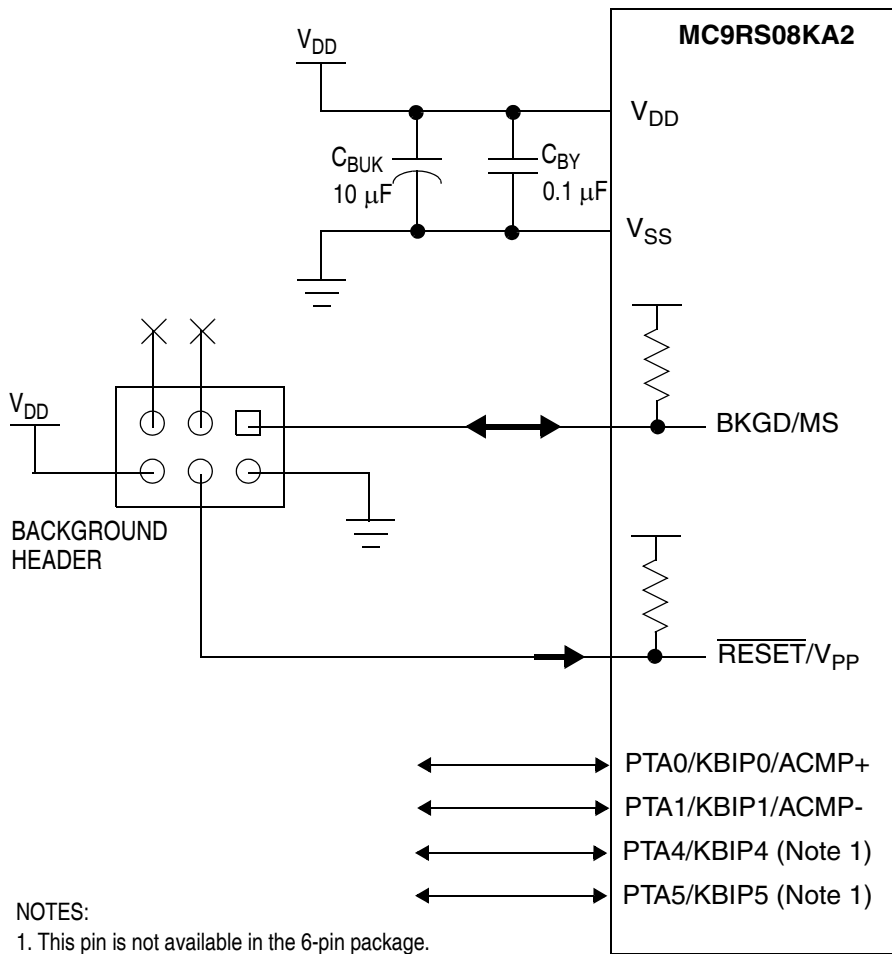 MC9RS08KA2
VDD
VDD
CBUK
10 μF
CBY
0.1 μF
VSS
VDD
BKGD/MS
BACKGROUND
HEADER
RESET/VPP
PTA0/KBIP0/ACMP+
PTA1/KBIP1/ACMP-
PTA4/KBIP4 (Note 1)
PTA5/KBIP5 (Note 1)
NOTES:
1. This pin is not available in the 6-pin package.